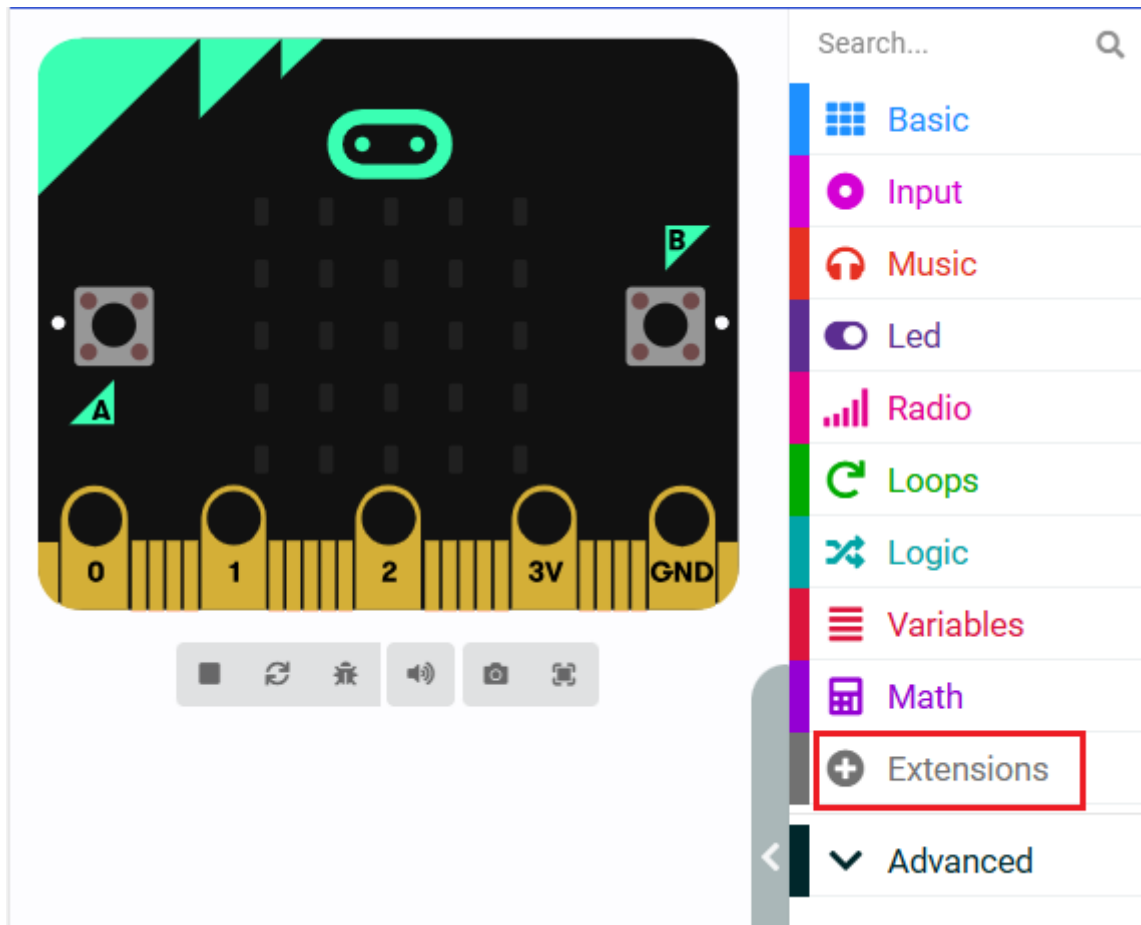 Search...
Basic
Input
Music
Led
Radio
Loops
Logic
Variables
Math
Extensions
Advanced
B
A
0 1 2 3V GND